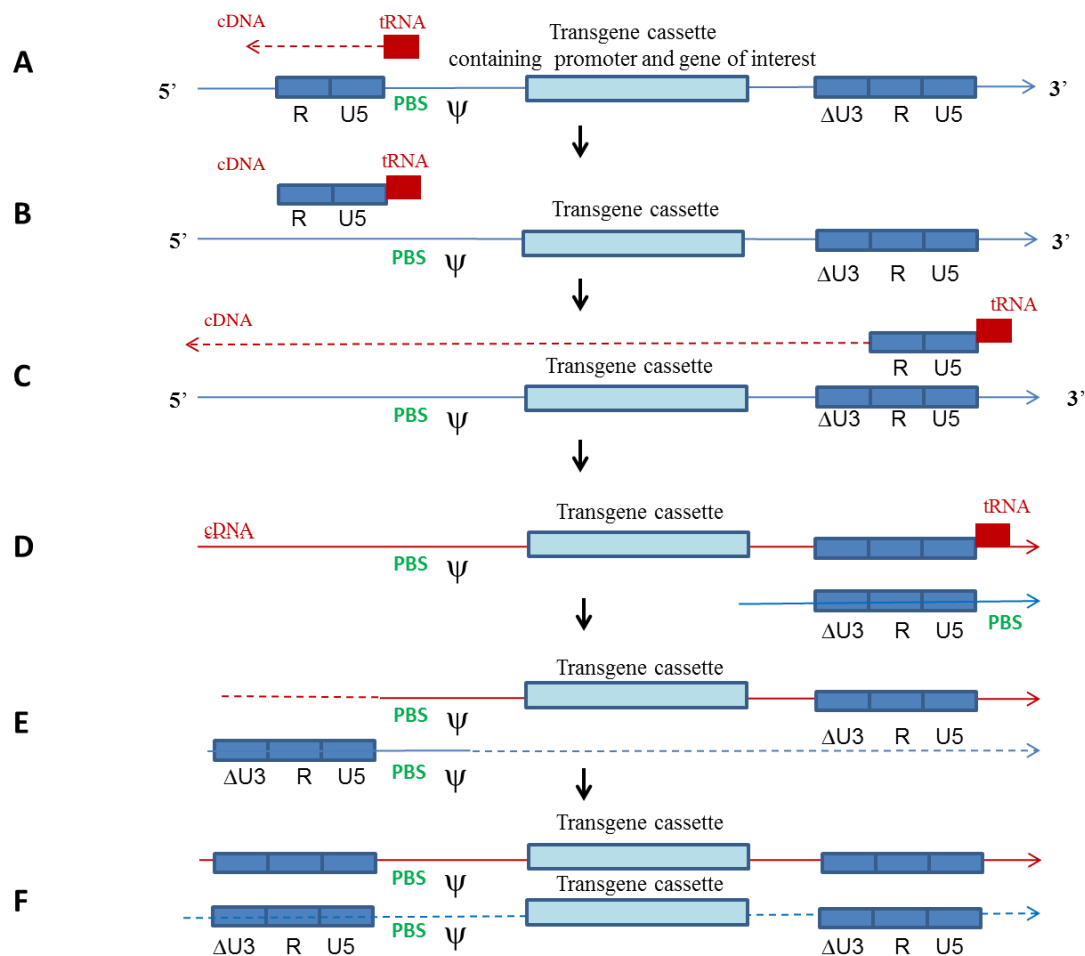 cDNA
tRNA
Transgene cassette
containing promoter and gene of interest
A
5’
3’
PBS
ψ
R
U5
ΔU3
R
U5
cDNA
tRNA
R
U5
Transgene cassette
B
5’
3’
PBS
ψ
ΔU3
R
U5
cDNA
tRNA
R
U5
Transgene cassette
C
5’
3’
PBS
ψ
ΔU3
R
U5
cDNA
Transgene cassette
tRNA
D
PBS
ψ
ΔU3
R
U5
PBS
Transgene cassette
E
PBS
ψ
ΔU3
R
U5
ΔU3
R
U5
PBS
ψ
Transgene cassette
PBS
ψ
Transgene cassette
F
ΔU3
R
U5
PBS
ψ
ΔU3
R
U5